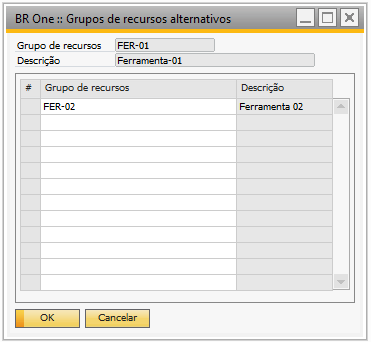 BR One :: Grupos de recursos alternativos
Grupo de recursos FER-01
Descrição Ferramenta-01
# Grupo de recursos Descrição
FER-02 Ferramenta 02
OK Cancelar